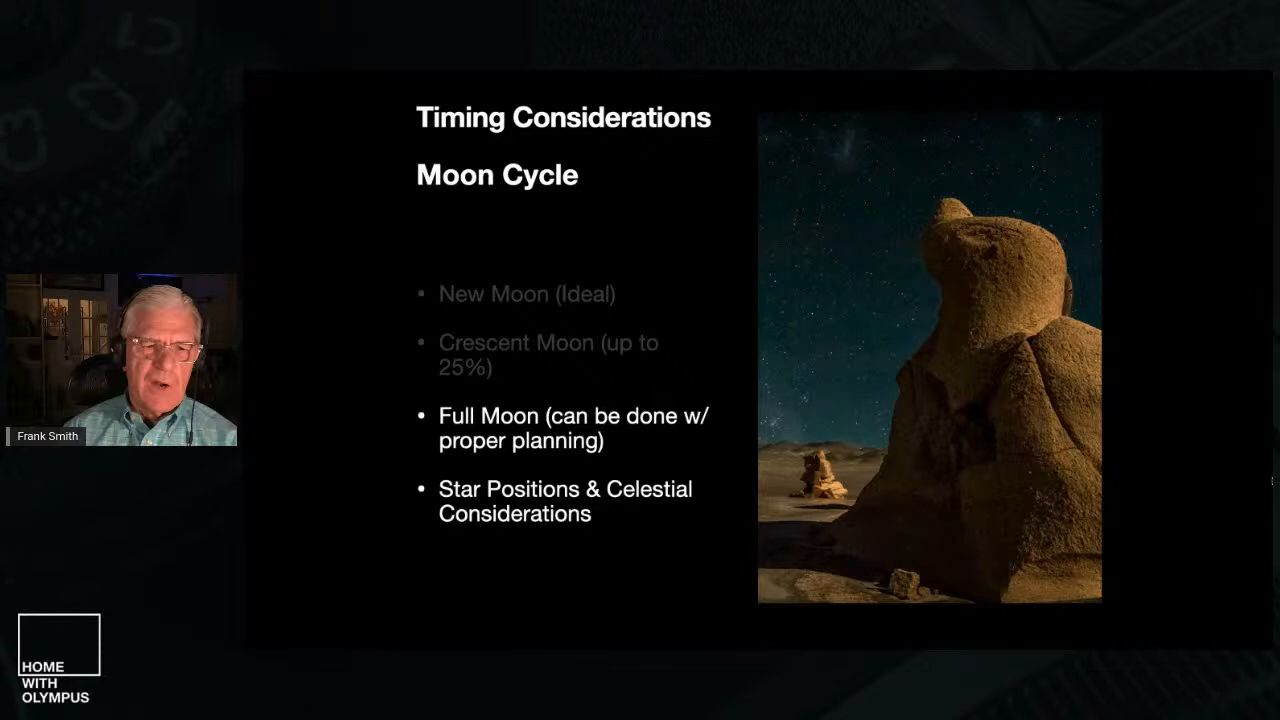 Timing Considerations
Moon Cycle
• New Moon (Ideal)
• Crescent Moon (up to
25%)
• Full Moon (can be done w/
proper planning)
• Star Positions & Celestial
Considerations
Frank Smith
HOME
WITH
OLYMPUS